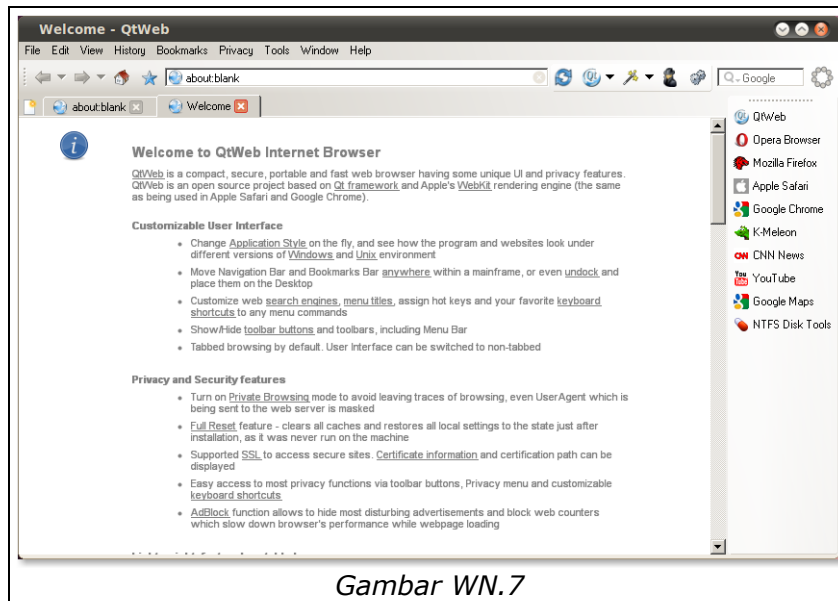 Welcome - QtWeb
File Edit View History Bookmarks Privacy Tools Window Help
about:blank
Google
about:blank
Welcome
QtWeb
Opera Browser
Mozilla Firefox
Apple Safari
Google Chrome
K-Meleon
CNN News
YouTube
Google Maps
NTFS Disk Tools
Welcome to QtWeb Internet Browser
QtWeb is a compact, secure, portable and fast web browser having some unique UI and privacy features.
QtWeb is an open source project based on Qt framework and Apple's WebKit rendering engine (the same
as being used in Apple Safari and Google Chrome).
Customizable User Interface
• Change Application Style on the fly, and see how the program and websites look under
different versions of Windows and Unix environment
• Move Navigation Bar and Bookmarks Bar anywhere within a mainframe, or even undock and
place them on the Desktop
• Customize web search engines, menu titles, assign hot keys and your favorite keyboard
shortcuts to any menu commands
• Show/Hide toolbar buttons and toolbars, including Menu Bar
• Tabbed browsing by default. User Interface can be switched to non-tabbed
Privacy and Security features
• Turn on Private Browsing mode to avoid leaving traces of browsing, even UserAgent which is
being sent to the web server is masked
• Full Reset feature - clears all caches and restores all local settings to the state just after
installation, as it was never run on the machine
• Supported SSL to access secure sites. Certificate information and certification path can be
displayed
• Easy access to most privacy functions via toolbar buttons, Privacy menu and customizable
keyboard shortcuts
• AdBlock function allows to hide most disturbing advertisements and block web counters
which slow down browser's performance while webpage loading
Gambar WN.7